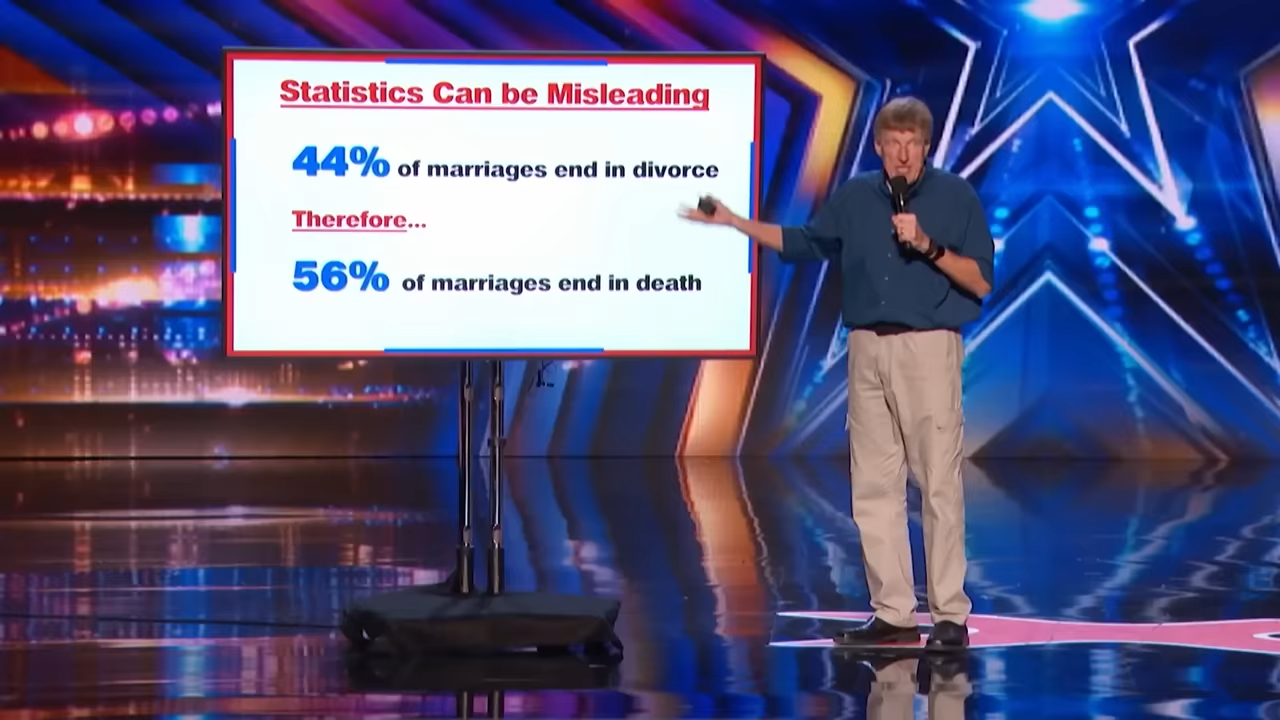 Statistics Can be Misleading
44% of marriages end in divorce
Therefore...
56% of marriages end in death